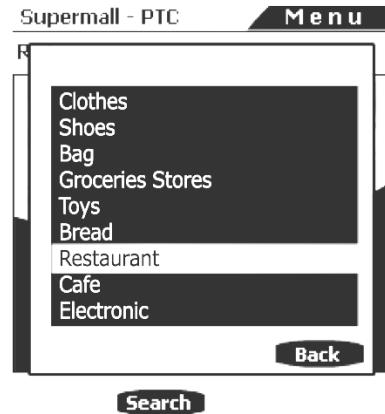 Supermall - PTC
Menu
R
Clothes
Shoes
Bag
Groceries Stores
Toys
Bread
Restaurant
Cafe
Electronic
Back
Search